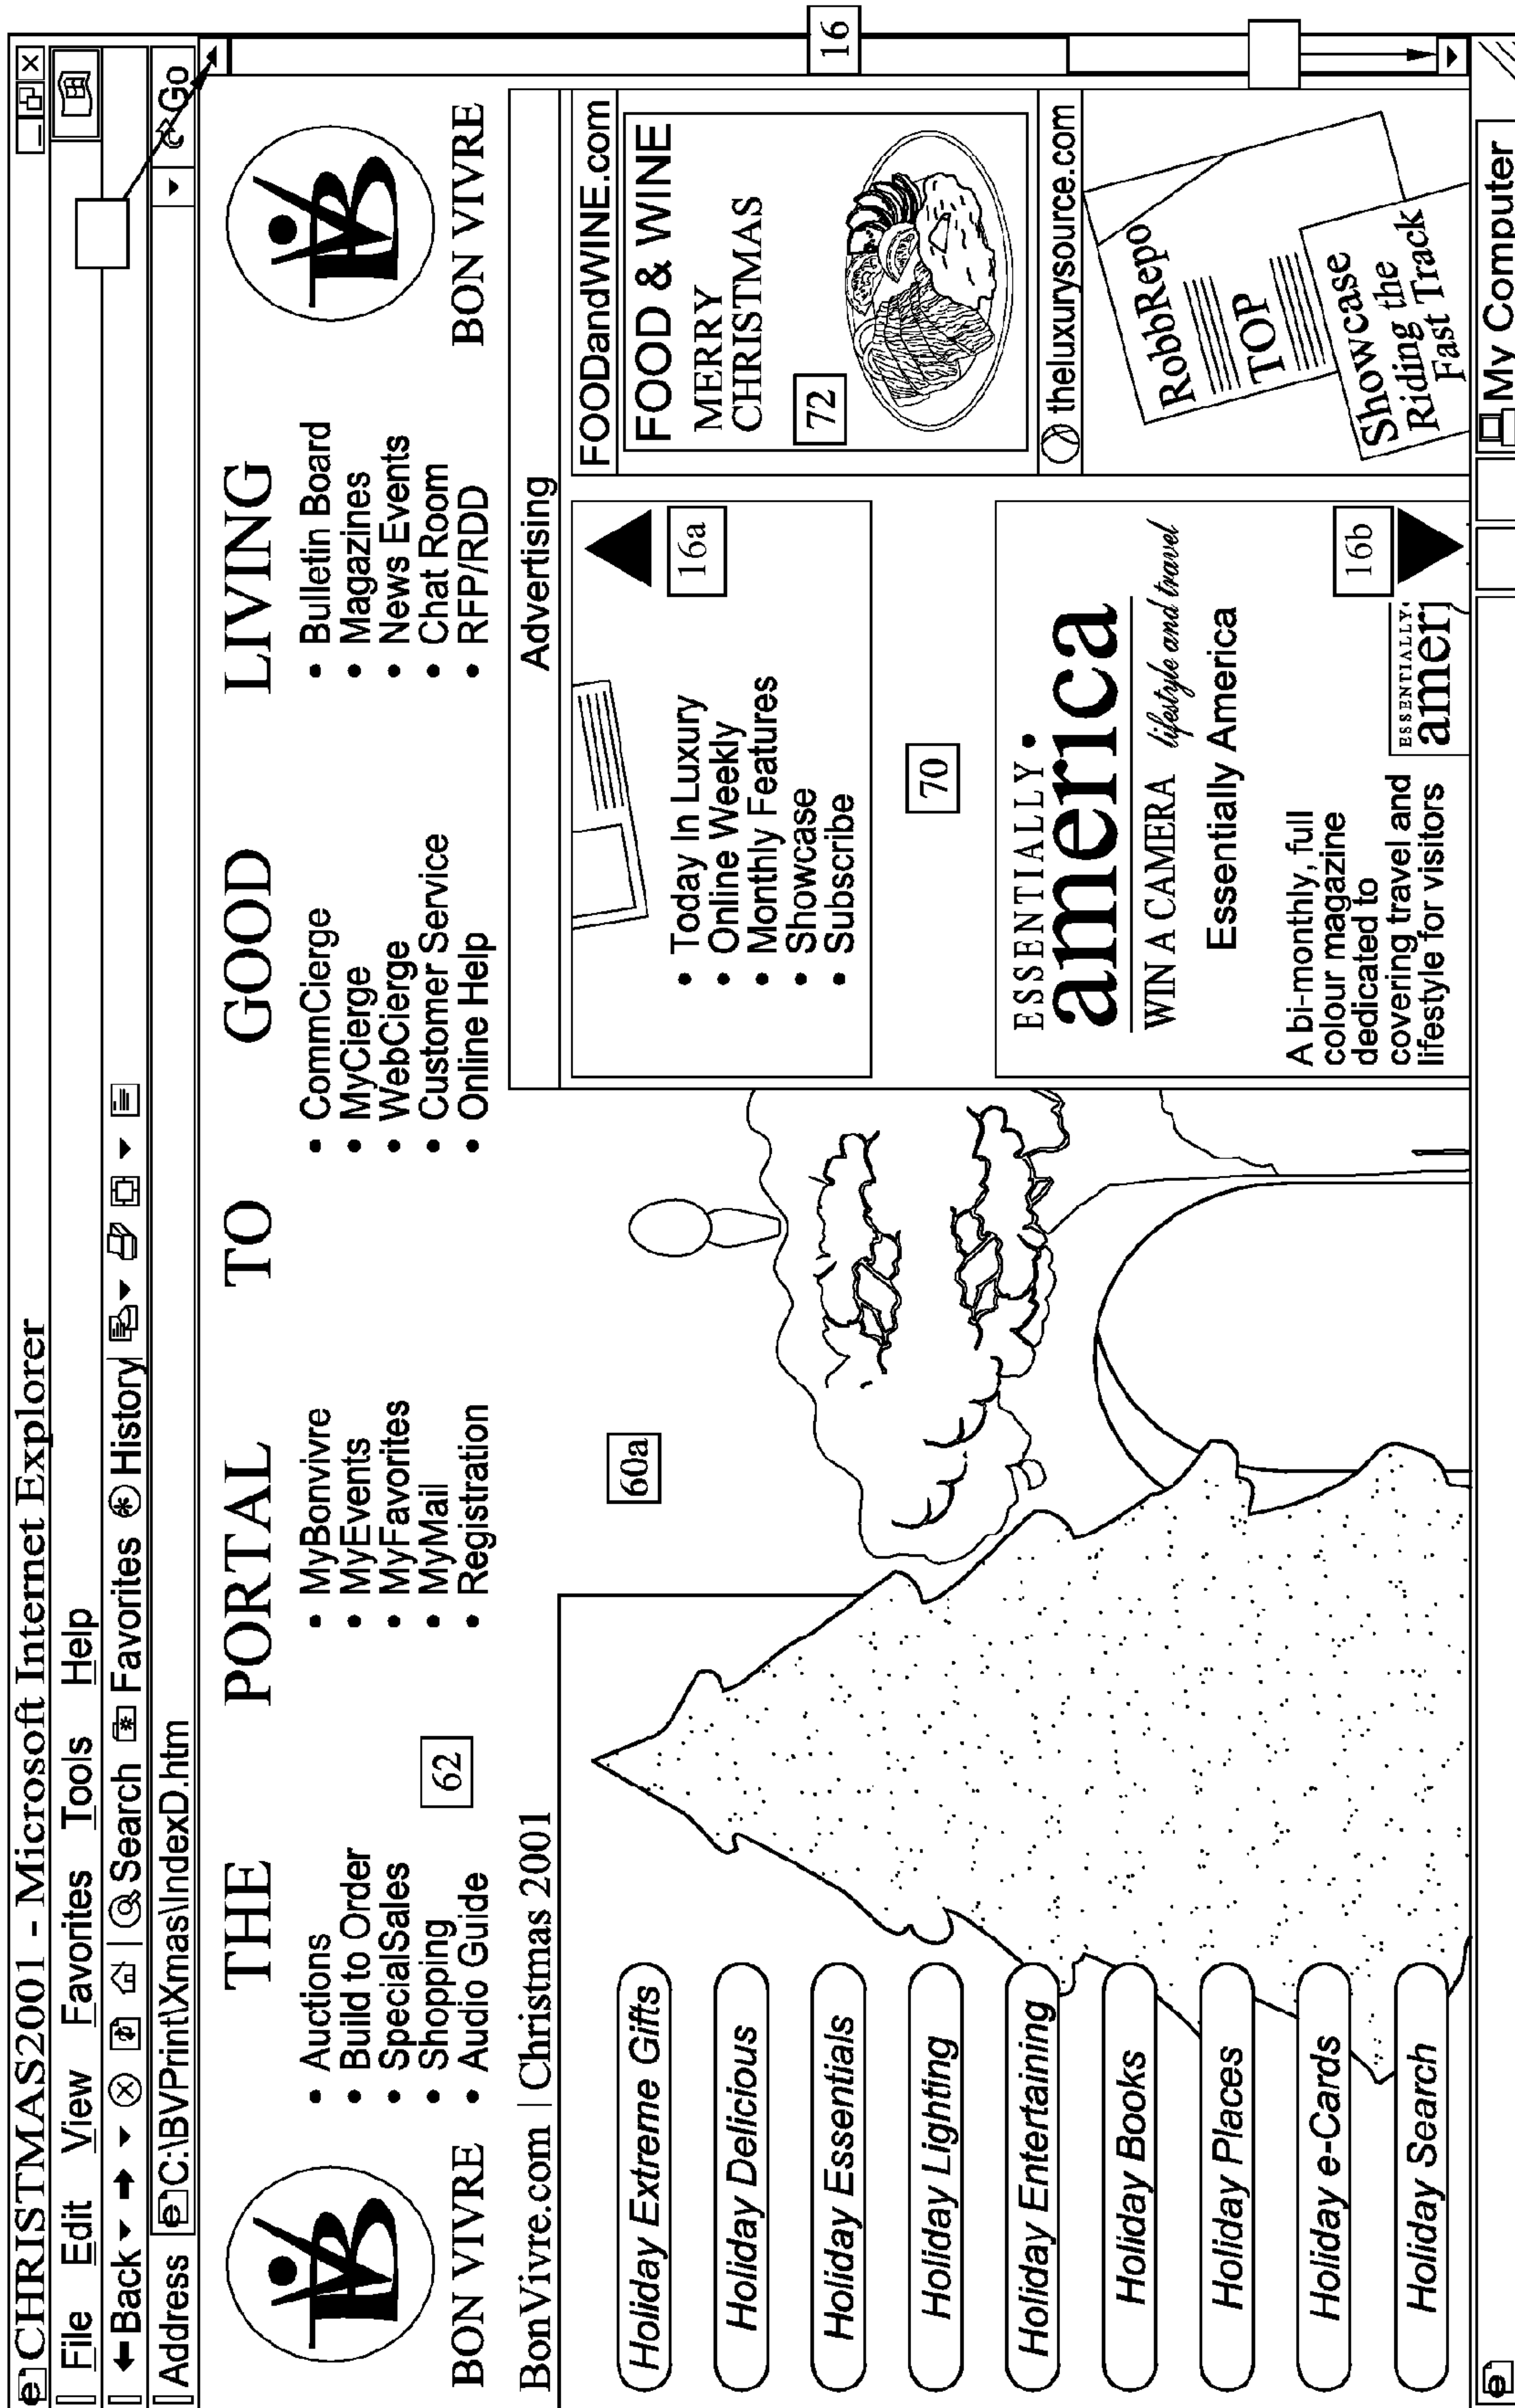 CHRISTMAS2001 - Microsoft Internet Explorer
File Edit View Favorites Tools Help
Back Search Favorites History
Address C:\BVPrint\Xmas\IndexD.htm Go
THE PORTAL TO GOOD LIVING
BON VIVRE
• Auctions
• Build to Order
• SpecialSales
• Shopping
• Audio Guide
62
• MyBonvivre
• MyEvents
• MyFavorites
• MyMail
• Registration
• CommCierge
• MyCierge
• WebCierge
• Customer Service
• Online Help
• Bulletin Board
• Magazines
• News Events
• Chat Room
• RFP/RDD
BON VIVRE
BonVivre.com | Christmas 2001
Holiday Extreme Gifts
Holiday Delicious
Holiday Essentials
Holiday Lighting
Holiday Entertaining
Holiday Books
Holiday Places
Holiday e-Cards
Holiday Search
60a
Advertising
16a
• Today In Luxury
• Online Weekly
• Monthly Features
• Showcase
• Subscribe
70
ESSENTIALLY•
america
WIN A CAMERA lifestyle and travel
Essentially America
A bi-monthly, full
colour magazine
dedicated to
covering travel and
lifestyle for visitors
16b
ESSENTIALLY•
amer
FOODandWINE.com
FOOD & WINE
MERRY
CHRISTMAS
72
theluxurysource.com
RobbRepo
TOP
Showcase
Riding the
Fast Track
16
My Computer